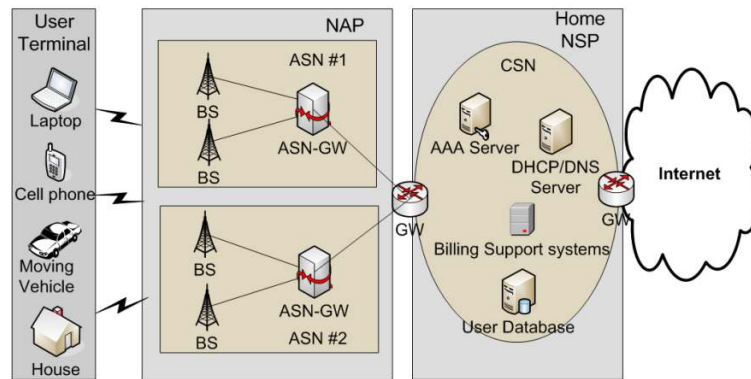 User
Terminal
Laptop
Cell phone
Moving
Vehicle
House
NAP
ASN #1
BS
BS
ASN-GW
BS
BS
ASN-GW
ASN #2
GW
Home
NSP
CSN
AAA Server
DHCP/DNS
Server
Billing Support systems
User Database
GW
Internet